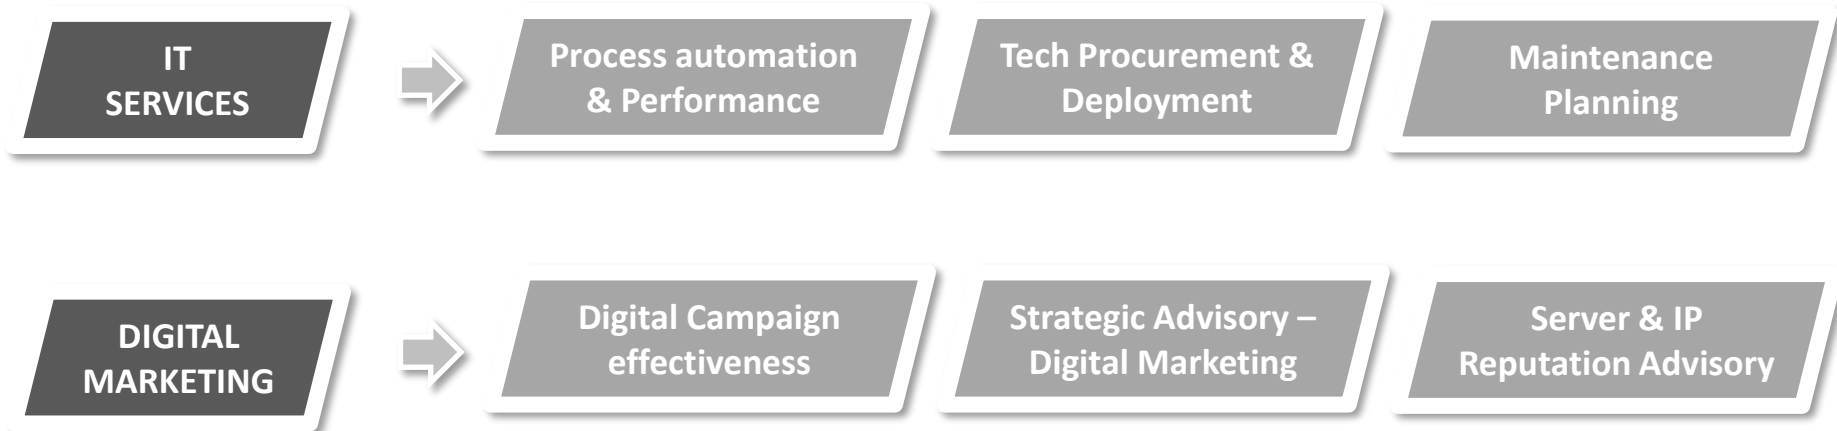 IT
SERVICES
Process automation
& Performance
Tech Procurement &
Deployment
Maintenance
Planning
DIGITAL
MARKETING
Digital Campaign
effectiveness
Strategic Advisory –
Digital Marketing
Server & IP
Reputation Advisory